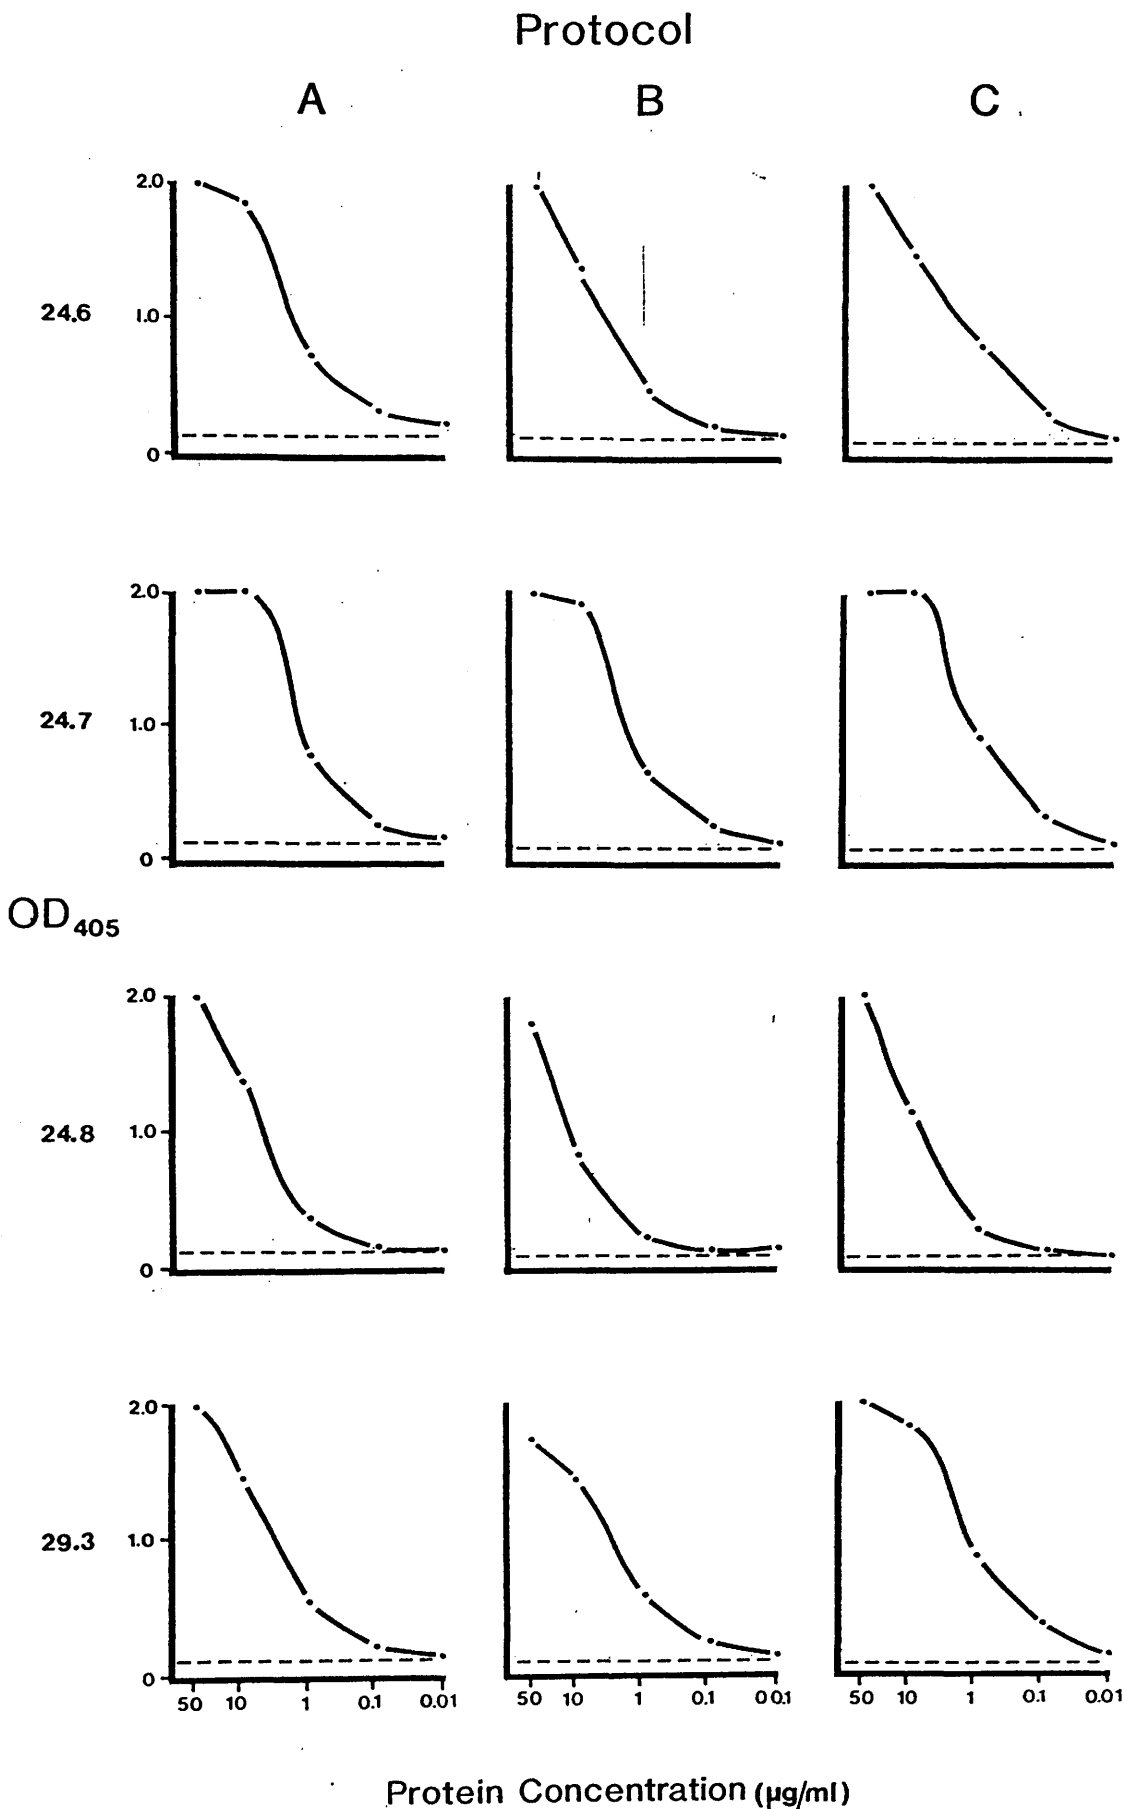 Protocol
A B C
2.0
24.6 1.0
0
2.0
24.7 1.0
0
OD405
2.0
24.8 1.0
0
2.0
29.3 1.0
0
50 10 1 0.1 0.01 50 10 1 0.1 00.1 50 10 1 0.1 0.01
Protein Concentration (µg/ml)